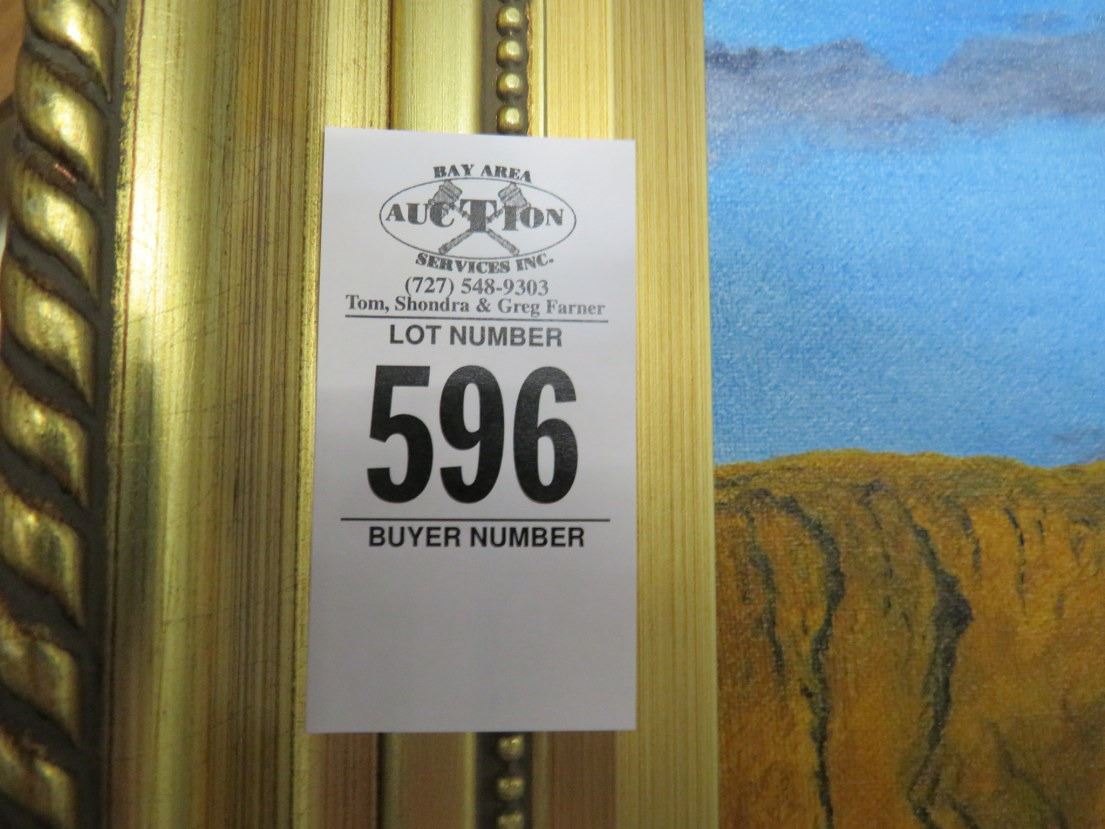 BAY AREA
AUCTION
SERVICES INC.
(727) 548-9303
Tom, Shondra & Greg Farner
LOT NUMBER
596
BUYER NUMBER